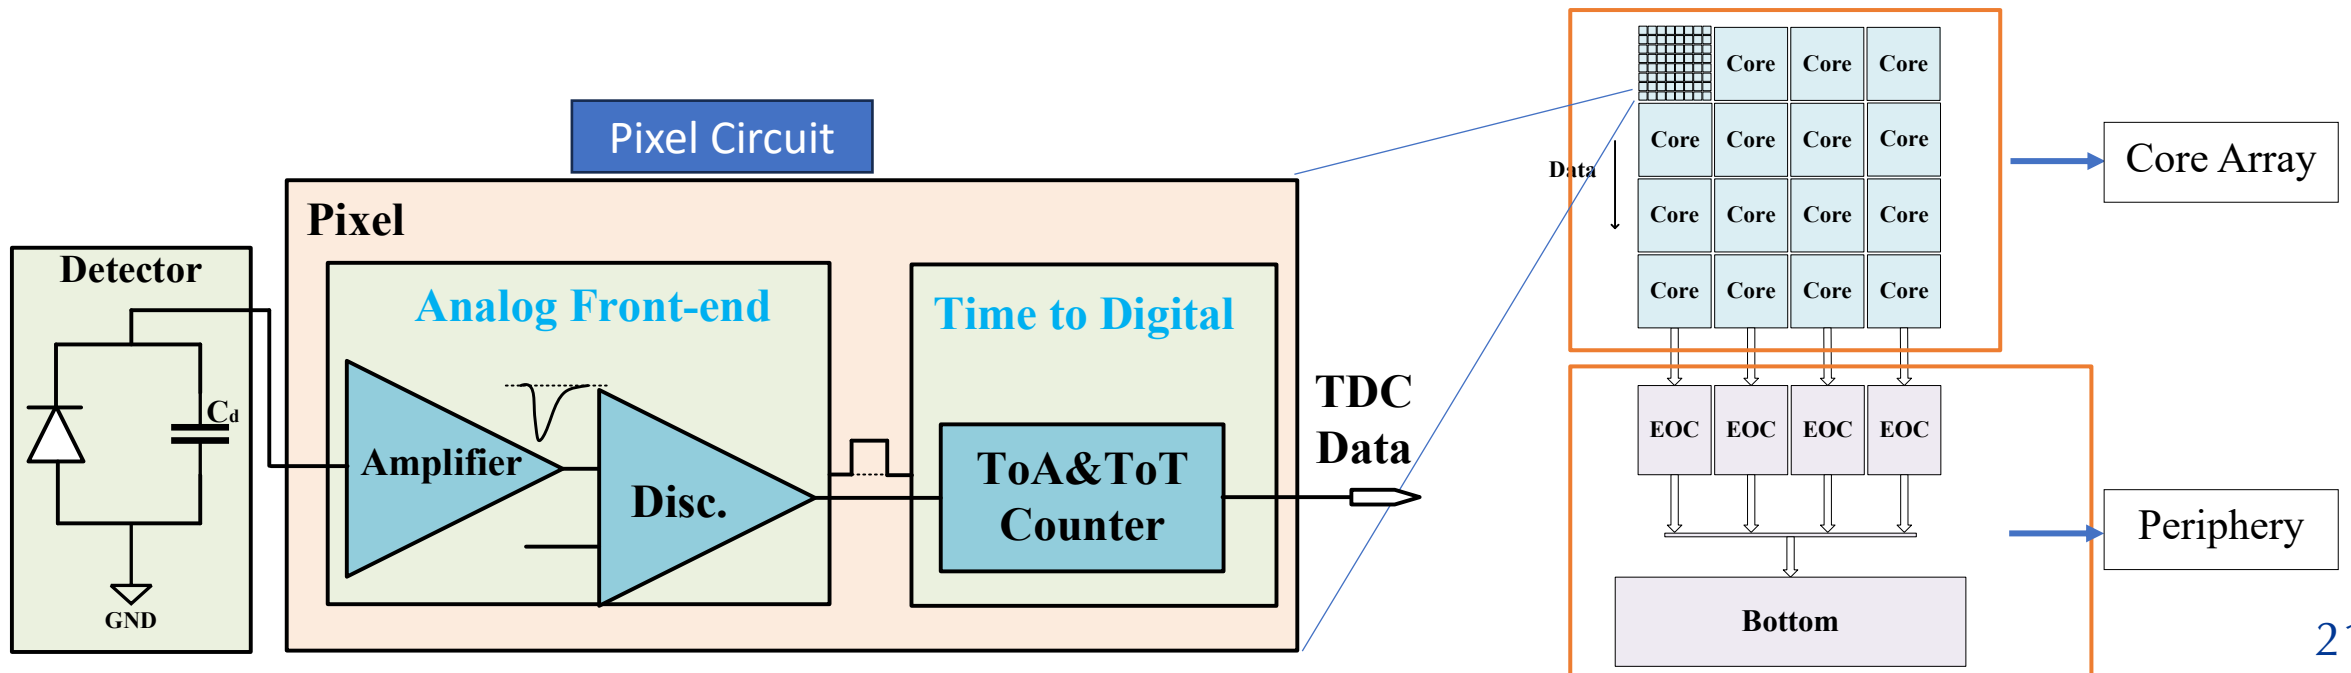 Pixel Circuit
Pixel
Detector
Analog Front-end
Time to Digital
Cd
Amplifier
Disc.
ToA&ToT
Counter
GND
TDC
Data
Core Core Core
Core Core Core Core
Data
Core Core Core Core
Core Core Core Core
EOC EOC EOC EOC
Bottom
Core Array
Periphery